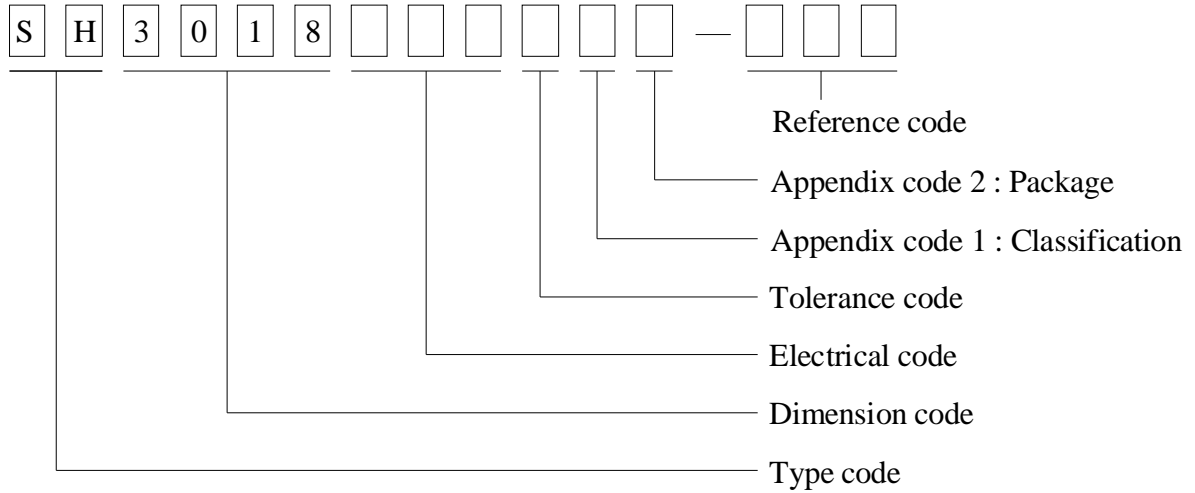 S H 3 0 1 8 □ □ □ □ □ □ — □ □ □
Reference code
Appendix code 2 : Package
Appendix code 1 : Classification
Tolerance code
Electrical code
Dimension code
Type code